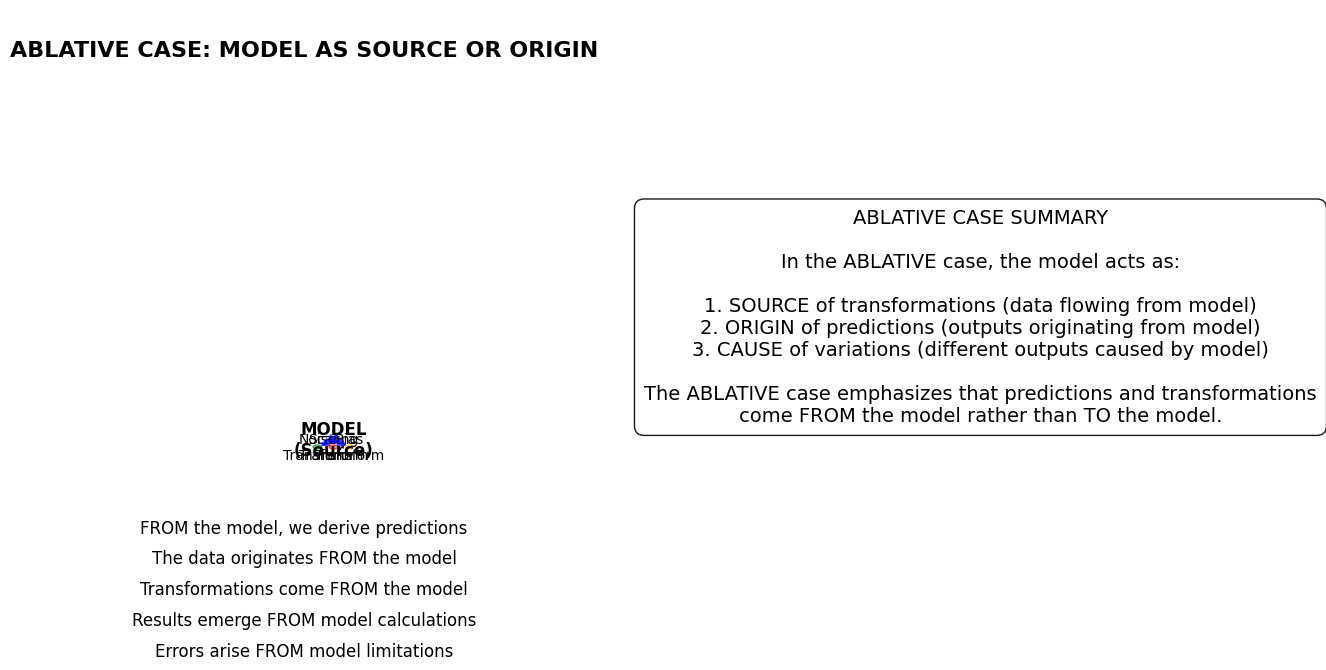 ABLATIVE CASE: MODEL AS SOURCE OR ORIGIN
MODEL
(Source)
FROM the model, we derive predictions
The data originates FROM the model
Transformations come FROM the model
Results emerge FROM model calculations
Errors arise FROM model limitations
ABLATIVE CASE SUMMARY
In the ABLATIVE case, the model acts as:
1. SOURCE of transformations (data flowing from model)
2. ORIGIN of predictions (outputs originating from model)
3. CAUSE of variations (different outputs caused by model)
The ABLATIVE case emphasizes that predictions and transformations
come FROM the model rather than TO the model.